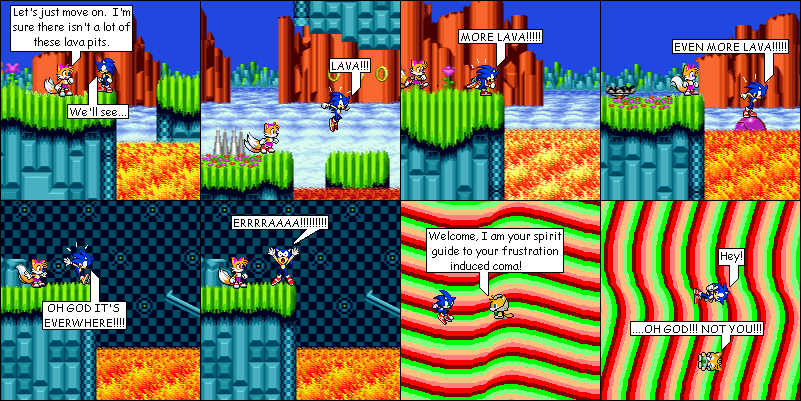 Let's just move on. I'm
sure there isn't a lot of
these lava pits.
We'll see...
LAVA!!!
MORE LAVA!!!!!
EVEN MORE LAVA!!!!!
OH GOD IT'S
EVERWHERE!!!!
ERRRRAAAA!!!!!!!!!
Welcome, I am your spirit
guide to your frustration
induced coma!
Hey!
....OH GOD!!! NOT YOU!!!